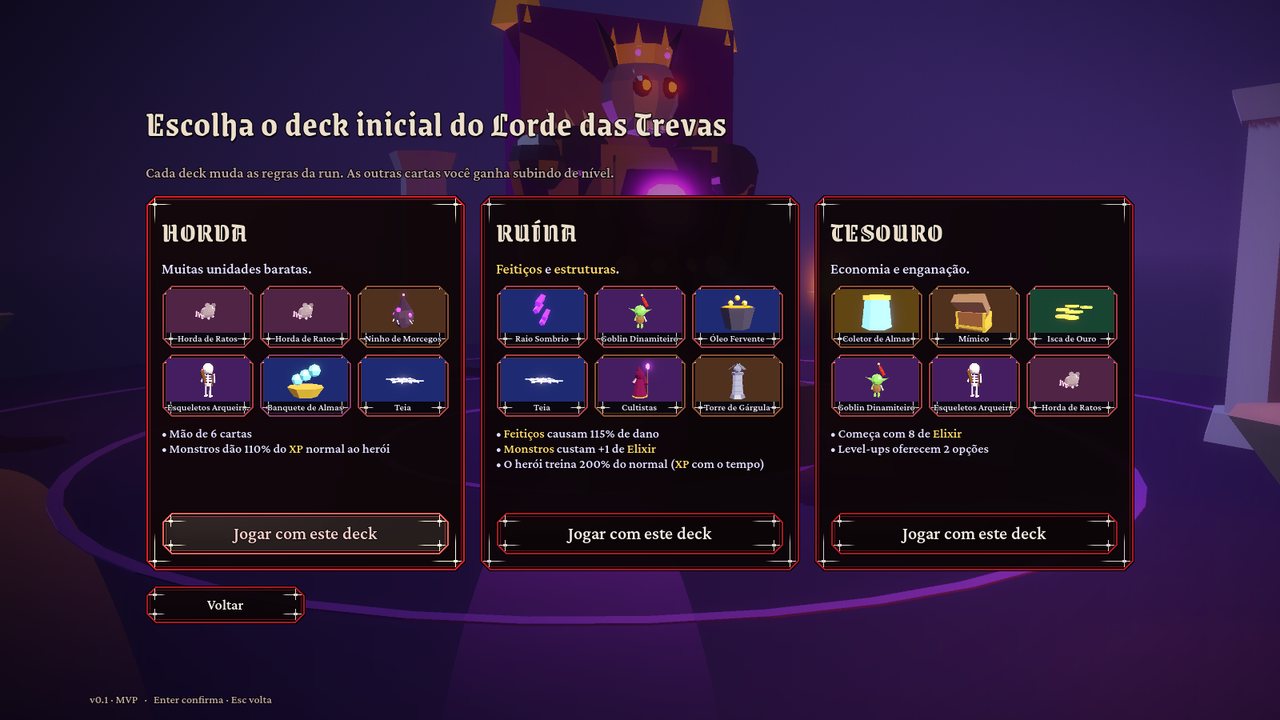 Escolha o deck inicial do Lorde das Trevas
Cada deck muda as regras da run. As outras cartas você ganha subindo de nível.
HORDA
Muitas unidades baratas.
Horda de Ratos
Horda de Ratos
Ninho de Morcegos
Esqueletos Arqueiro
Banquete de Almas
Teia
• Mão de 6 cartas
• Monstros dão 110% do XP normal ao herói
Jogar com este deck
RUÍNA
Feitiços e estruturas.
Raio Sombrio
Goblin Dinamiteiro
Óleo Fervente
Teia
Cultistas
Torre de Gárgula
• Feitiços causam 115% de dano
• Monstros custam +1 de Elixir
• O herói treina 200% do normal (XP com o tempo)
Jogar com este deck
TESOURO
Economia e enganação.
Coletor de Almas
Mímico
Isca de Ouro
Goblin Dinamiteiro
Esqueletos Arqueiro
Horda de Ratos
• Começa com 8 de Elixir
• Level-ups oferecem 2 opções
Jogar com este deck
Voltar
v0.1 · MVP · Enter confirma · Esc volta